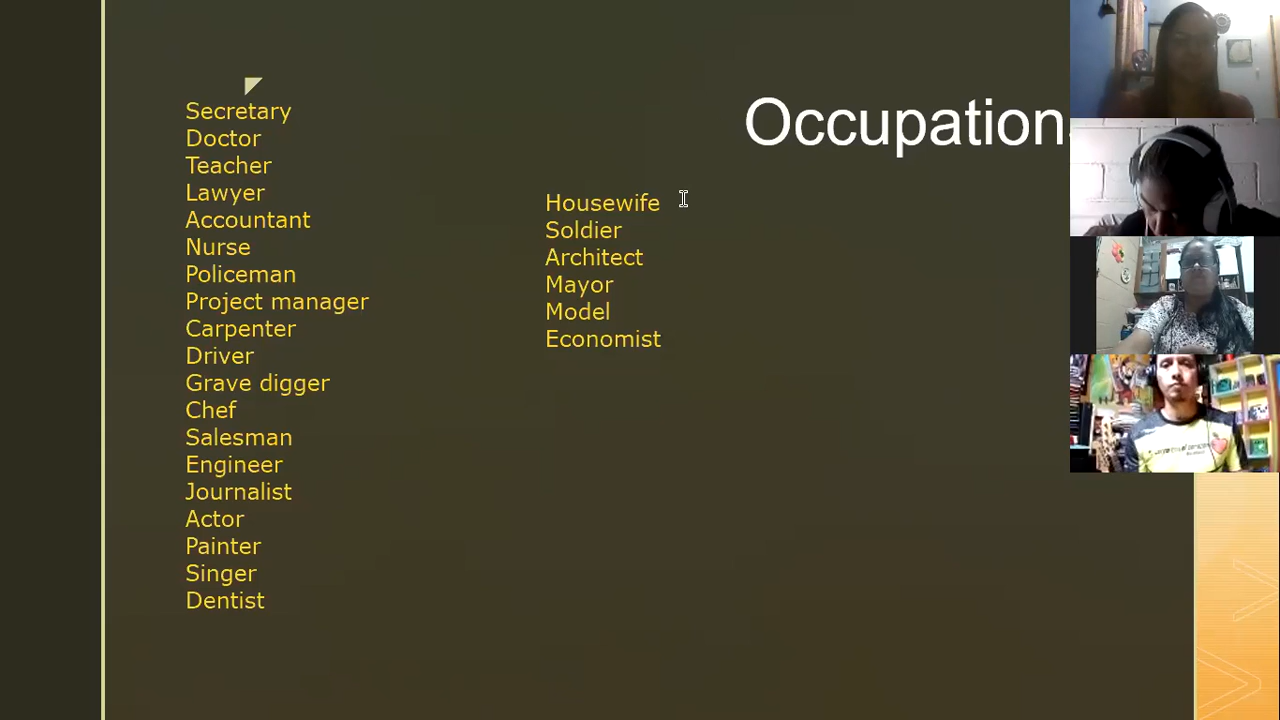 Occupation
Secretary
Doctor
Teacher
Lawyer
Accountant
Nurse
Policeman
Project manager
Carpenter
Driver
Grave digger
Chef
Salesman
Engineer
Journalist
Actor
Painter
Singer
Dentist
Housewife
Soldier
Architect
Mayor
Model
Economist